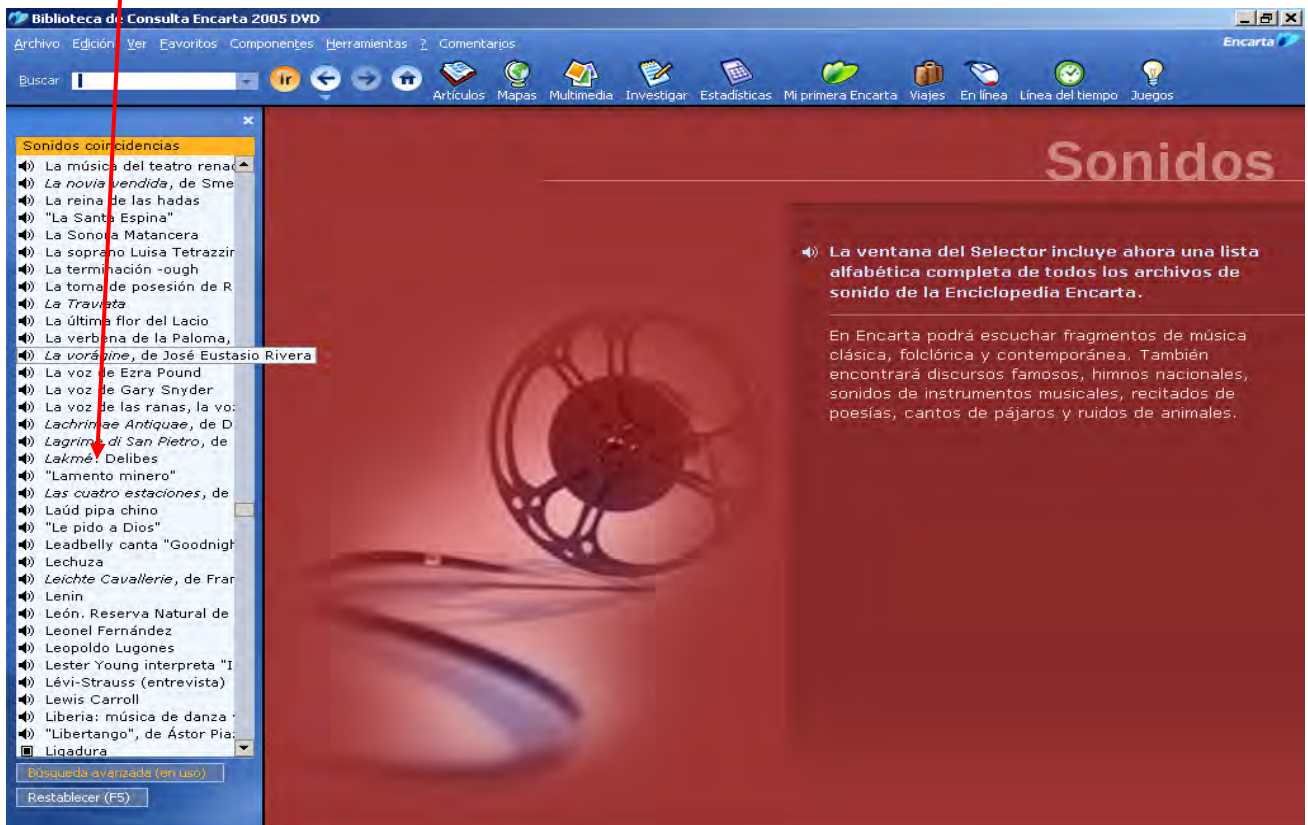 Biblioteca de Consulta Encarta 2005 DVD
Archivo Edición Ver Favoritos Componentes Herramientas ? Comentarios
Encarta
Buscar
Ir
Artículos Mapas Multimedia Investigar Estadísticas Mi primera Encarta Viajes En línea Línea del tiempo Juegos
Sonidos coincidencias
La música del teatro renac
La novia vendida, de Sme
La reina de las hadas
"La Santa Espina"
La Sonora Matancera
La soprano Luisa Tetrazzir
La terminación -ough
La toma de posesión de R
La Traviata
La última flor del Lacio
La verbena de la Paloma,
La vorágine, de José Eustasio Rivera
La voz de Ezra Pound
La voz de Gary Snyder
La voz de las ranas, la vo
Lachrimae Antiquae, de D
Lagrime di San Pietro, de
Lakmé: Delibes
"Lamento minero"
Las cuatro estaciones, de
Laúd pipa chino
"Le pido a Dios"
Leadbelly canta "Goodnigh
Lechuza
Leichte Cavallerie, de Fran
Lenin
León. Reserva Natural de
Leonel Fernández
Leopoldo Lugones
Lester Young interpreta "I
Lévi-Strauss (entrevista)
Lewis Carroll
Liberia: música de danza
"Libertango", de Ástor Pia
Ligadura
Búsqueda avanzada (en uso)
Restablecer (F5)
Sonidos
La ventana del Selector incluye ahora una lista
alfabética completa de todos los archivos de
sonido de la Enciclopedia Encarta.
En Encarta podrá escuchar fragmentos de música
clásica, folclórica y contemporánea. También
encontrará discursos famosos, himnos nacionales,
sonidos de instrumentos musicales, recitados de
poesías, cantos de pájaros y ruidos de animales.